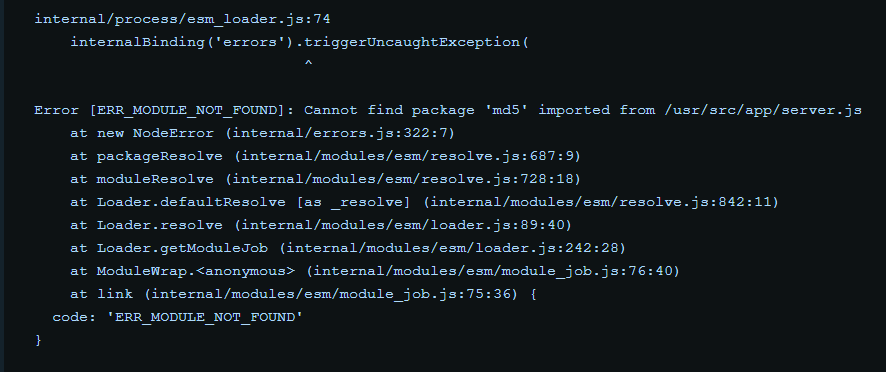 internal/process/esm_loader.js:74
    internalBinding('errors').triggerUncaughtException(
                              ^
Error [ERR_MODULE_NOT_FOUND]: Cannot find package 'md5' imported from /usr/src/app/server.js
    at new NodeError (internal/errors.js:322:7)
    at packageResolve (internal/modules/esm/resolve.js:687:9)
    at moduleResolve (internal/modules/esm/resolve.js:728:18)
    at Loader.defaultResolve [as _resolve] (internal/modules/esm/resolve.js:842:11)
    at Loader.resolve (internal/modules/esm/loader.js:89:40)
    at Loader.getModuleJob (internal/modules/esm/loader.js:242:28)
    at ModuleWrap.<anonymous> (internal/modules/esm/module_job.js:76:40)
    at link (internal/modules/esm/module_job.js:75:36) {
  code: 'ERR_MODULE_NOT_FOUND'
}